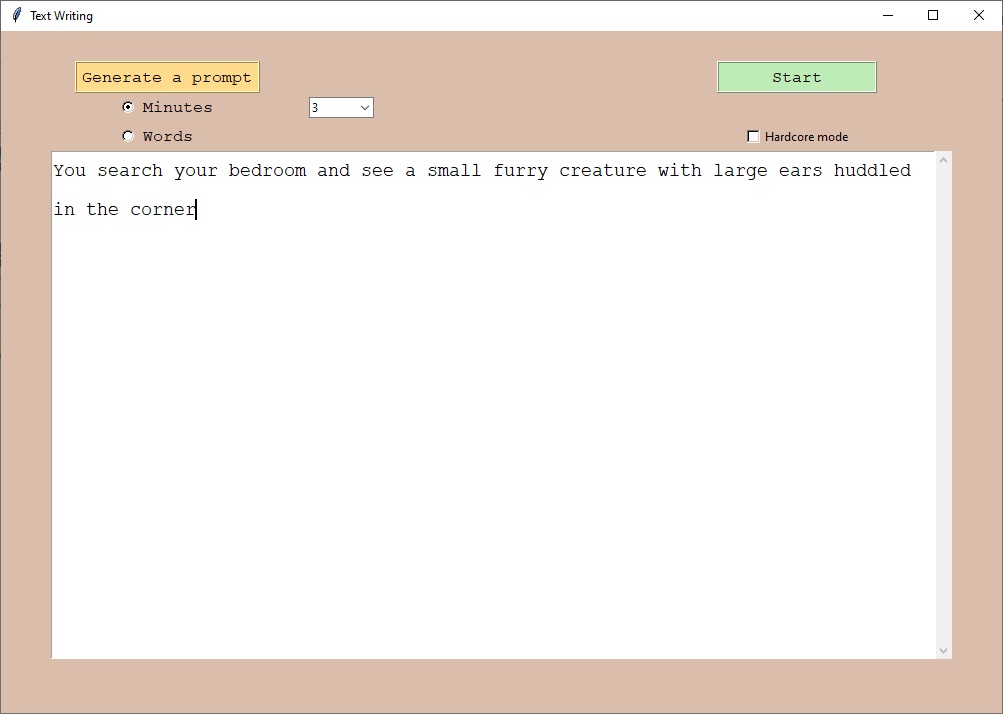 Text Writing
Generate a prompt
Start
Minutes
3
Words
Hardcore mode
You search your bedroom and see a small furry creature with large ears huddled
in the corner